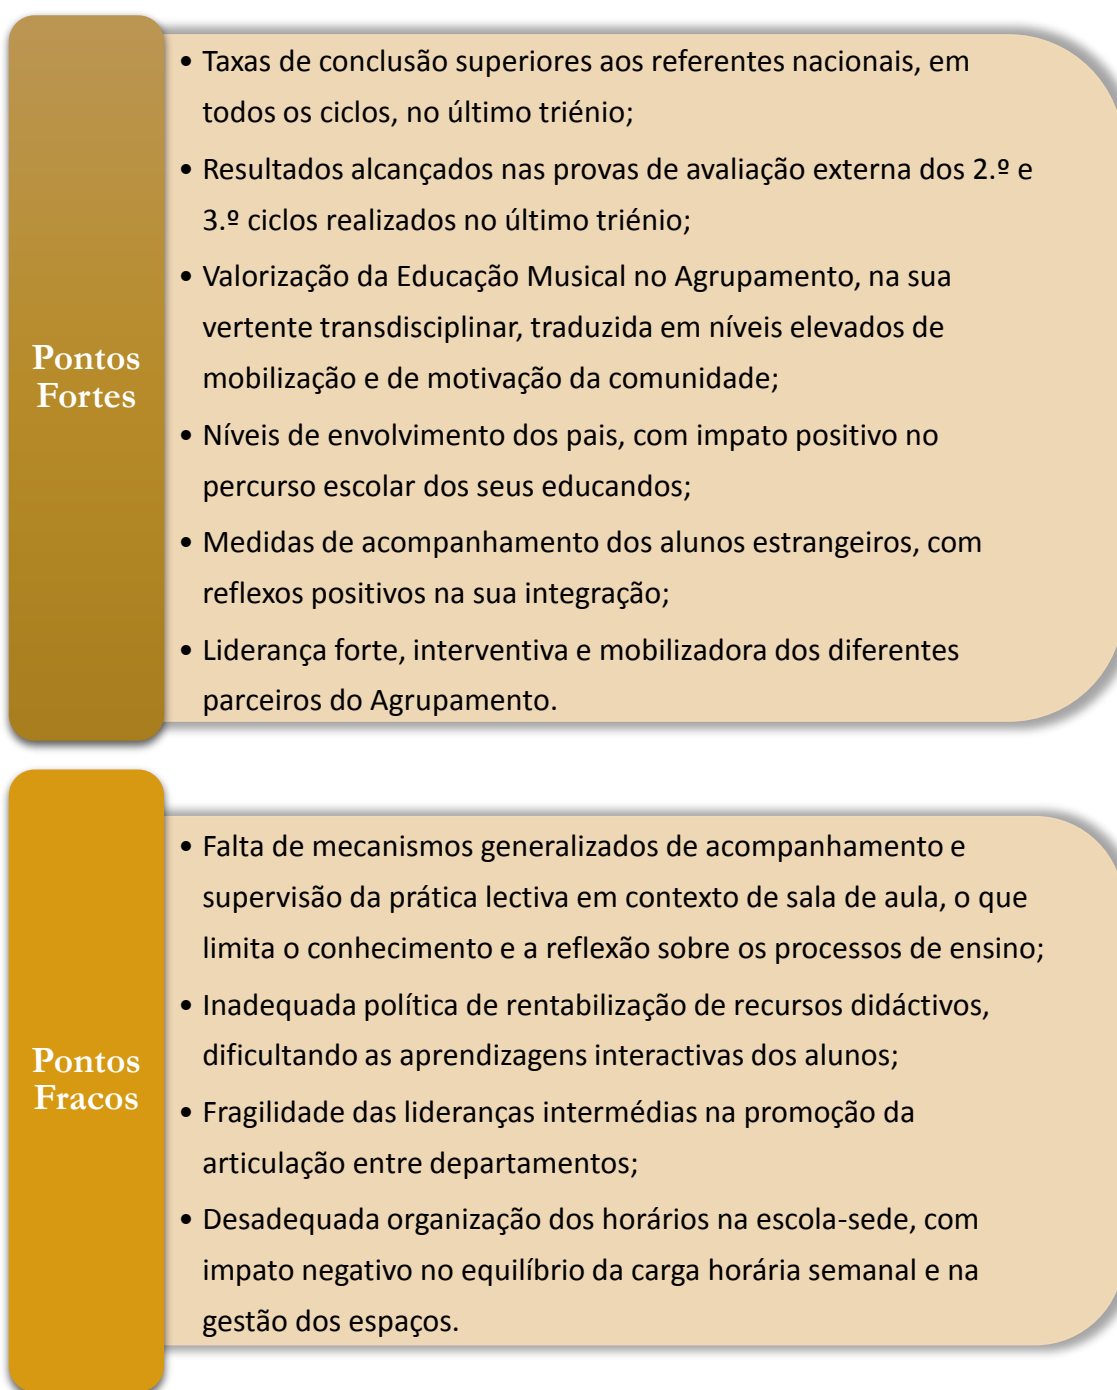 Pontos
Fortes
• Taxas de conclusão superiores aos referentes nacionais, em
todos os ciclos, no último triénio;
• Resultados alcançados nas provas de avaliação externa dos 2.º e
3.º ciclos realizados no último triénio;
• Valorização da Educação Musical no Agrupamento, na sua
vertente transdisciplinar, traduzida em níveis elevados de
mobilização e de motivação da comunidade;
• Níveis de envolvimento dos pais, com impato positivo no
percurso escolar dos seus educandos;
• Medidas de acompanhamento dos alunos estrangeiros, com
reflexos positivos na sua integração;
• Liderança forte, interventiva e mobilizadora dos diferentes
parceiros do Agrupamento.
Pontos
Fracos
• Falta de mecanismos generalizados de acompanhamento e
supervisão da prática lectiva em contexto de sala de aula, o que
limita o conhecimento e a reflexão sobre os processos de ensino;
• Inadequada política de rentabilização de recursos didáctivos,
dificultando as aprendizagens interactivas dos alunos;
• Fragilidade das lideranças intermédias na promoção da
articulação entre departamentos;
• Desadequada organização dos horários na escola-sede, com
impato negativo no equilíbrio da carga horária semanal e na
gestão dos espaços.